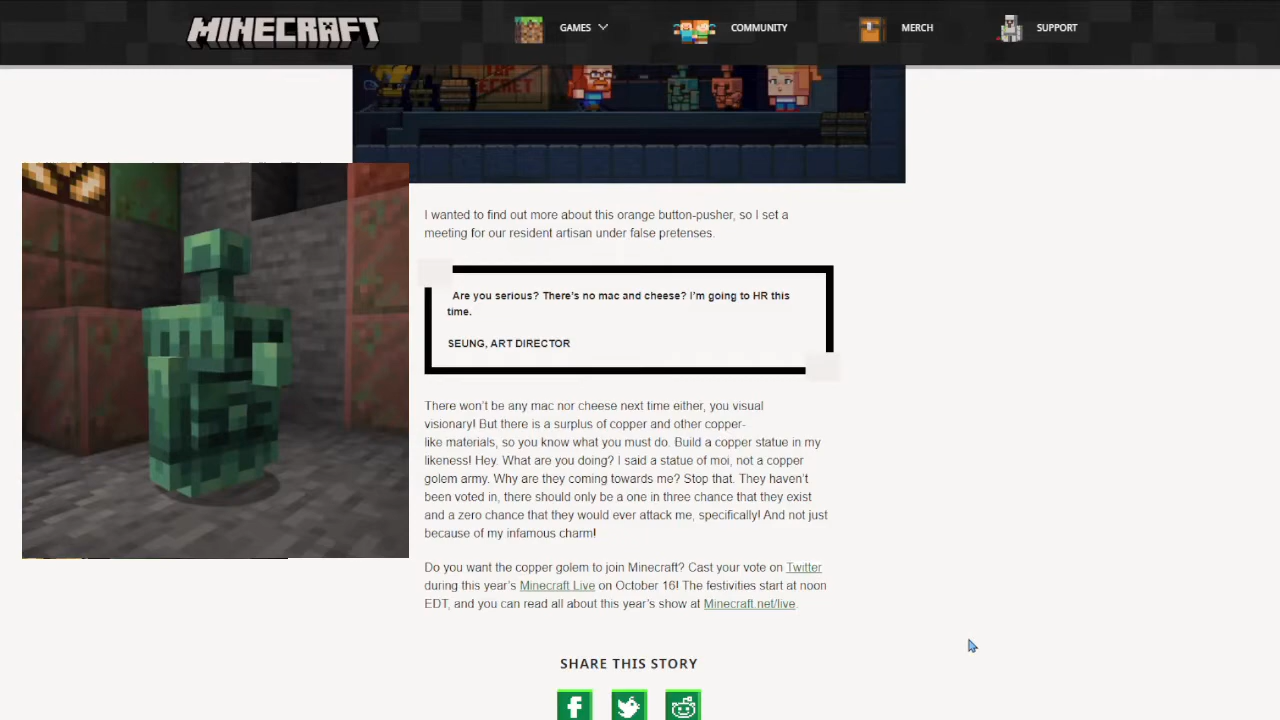 MINECRAFT
GAMES
COMMUNITY
MERCH
SUPPORT
TOP
SECRET
I wanted to find out more about this orange button-pusher, so I set a
meeting for our resident artisan under false pretenses.
Are you serious? There's no mac and cheese? I'm going to HR this
time.
SEUNG, ART DIRECTOR
There won't be any mac nor cheese next time either, you visual
visionary! But there is a surplus of copper and other copper-
like materials, so you know what you must do. Build a copper statue in my
likeness! Hey. What are you doing? I said a statue of moi, not a copper
golem army. Why are they coming towards me? Stop that. They haven't
been voted in, there should only be a one in three chance that they exist
and a zero chance that they would ever attack me, specifically! And not just
because of my infamous charm!
Do you want the copper golem to join Minecraft? Cast your vote on Twitter
during this year's Minecraft Live on October 16! The festivities start at noon
EDT, and you can read all about this year's show at Minecraft.net/live.
SHARE THIS STORY